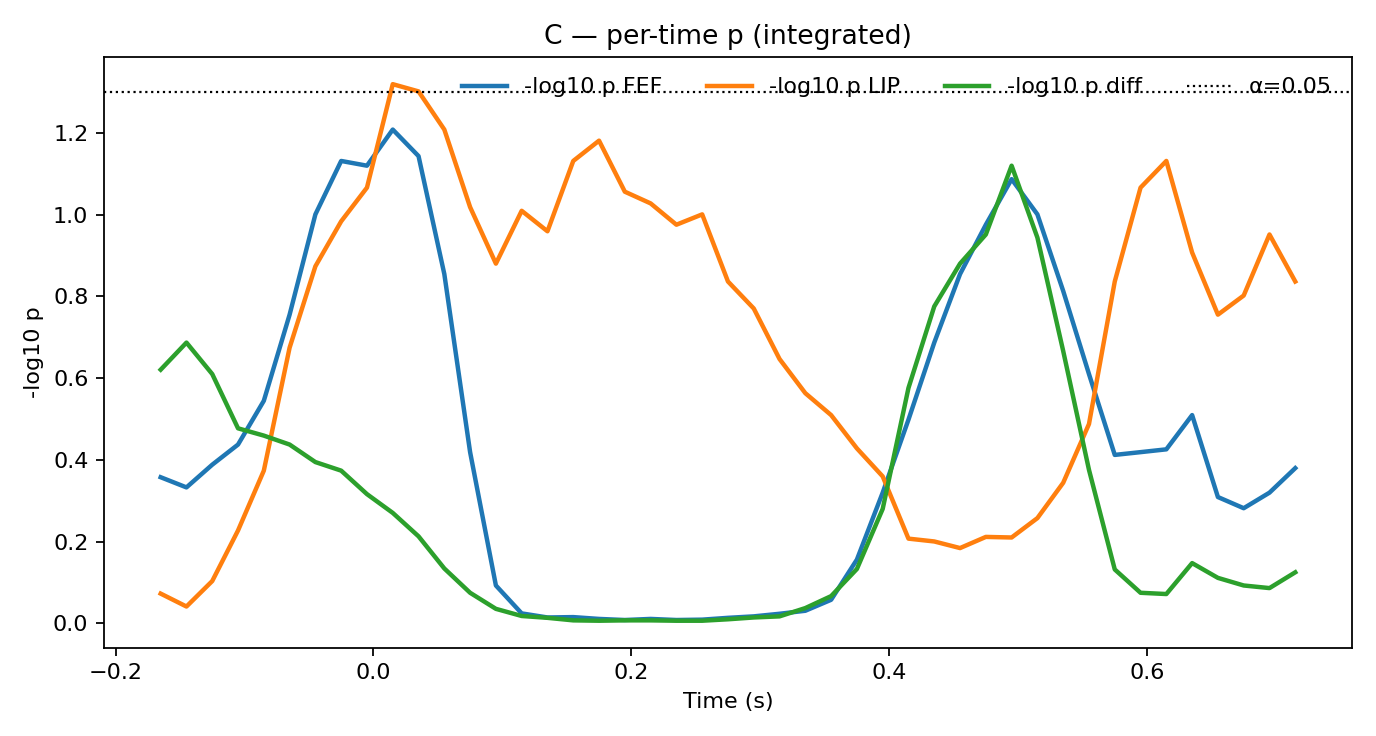 C — per-time p (integrated)
-log10 p FEF -log10 p LIP -log10 p diff α=0.05
-log10 p
1.2
1.0
0.8
0.6
0.4
0.2
0.0
−0.2 0.0 0.2 0.4 0.6
Time (s)